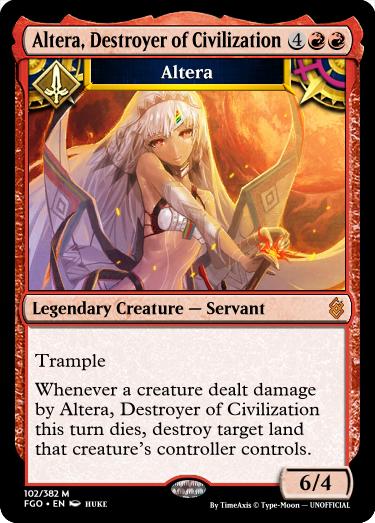 Altera, Destroyer of Civilization 4
Altera
Legendary Creature — Servant
Trample
Whenever a creature dealt damage
by Altera, Destroyer of Civilization
this turn dies, destroy target land
that creature's controller controls.
6/4
102/382 M
FGO • EN HUKE
By TimeAxis © Type-Moon — UNOFFICIAL